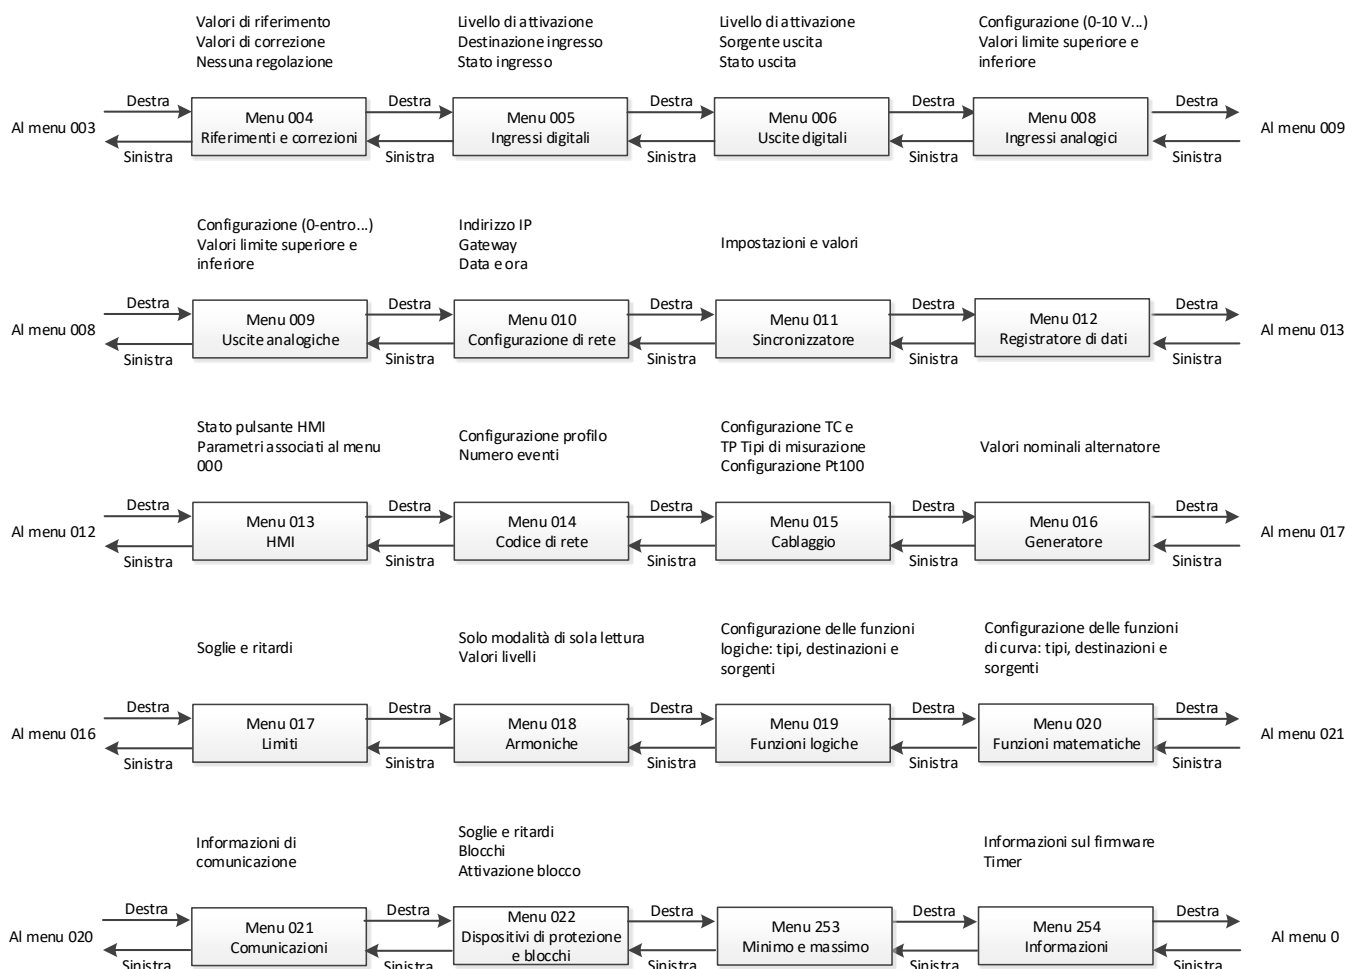 Valori di riferimento
Valori di correzione
Nessuna regolazione
Livello di attivazione
Destinazione ingresso
Stato ingresso
Livello di attivazione
Sorgente uscita
Stato uscita
Configurazione (0-10 V...)
Valori limite superiore e
inferiore
Al menu 003
Destra
Sinistra
Menu 004
Riferimenti e correzioni
Destra
Sinistra
Menu 005
Ingressi digitali
Destra
Sinistra
Menu 006
Uscite digitali
Destra
Sinistra
Menu 008
Ingressi analogici
Destra
Sinistra
Al menu 009
Configurazione (0-entro...)
Valori limite superiore e
inferiore
Indirizzo IP
Gateway
Data e ora
Impostazioni e valori
Al menu 008
Destra
Sinistra
Menu 009
Uscite analogiche
Destra
Sinistra
Menu 010
Configurazione di rete
Destra
Sinistra
Menu 011
Sincronizzatore
Destra
Sinistra
Menu 012
Registratore di dati
Destra
Sinistra
Al menu 013
Stato pulsante HMI
Parametri associati al menu
000
Configurazione profilo
Numero eventi
Configurazione TC e
TP Tipi di misurazione
Configurazione Pt100
Valori nominali alternatore
Al menu 012
Destra
Sinistra
Menu 013
HMI
Destra
Sinistra
Menu 014
Codice di rete
Destra
Sinistra
Menu 015
Cablaggio
Destra
Sinistra
Menu 016
Generatore
Destra
Sinistra
Al menu 017
Soglie e ritardi
Solo modalità di sola lettura
Valori livelli
Configurazione delle funzioni
logiche: tipi, destinazioni e
sorgenti
Configurazione delle funzioni
di curva: tipi, destinazioni e
sorgenti
Al menu 016
Destra
Sinistra
Menu 017
Limiti
Destra
Sinistra
Menu 018
Armoniche
Destra
Sinistra
Menu 019
Funzioni logiche
Destra
Sinistra
Menu 020
Funzioni matematiche
Destra
Sinistra
Al menu 021
Informazioni di
comunicazione
Soglie e ritardi
Blocchi
Attivazione blocco
Informazioni sul firmware
Timer
Al menu 020
Destra
Sinistra
Menu 021
Comunicazioni
Destra
Sinistra
Menu 022
Dispositivi di protezione
e blocchi
Destra
Sinistra
Menu 253
Minimo e massimo
Destra
Sinistra
Menu 254
Informazioni
Destra
Sinistra
Al menu 0